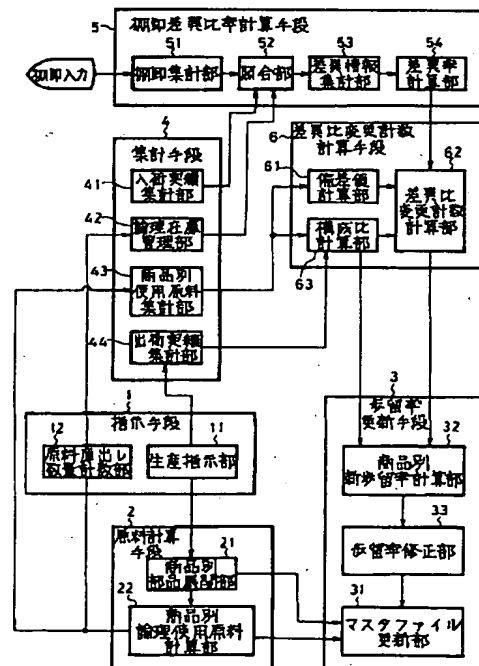 5
棚卸差異比率計算手段
棚卸入力
51
棚卸集計部
52
照合部
53
差異情報
集計部
54
差異率
計算部
4
集計手段
41
入荷実績
集計部
42
論理在庫
管理部
43
商品別
使用原料
集計部
44
出荷実績
集計部
6
差異比変更計数
計算手段
61
偏差値計
算部
62
差異比
変更計数
計算部
構成比
計算部
63
1
指示手段
12
原料庫出し
数量計数部
11
生産指示部
2
原料計算
手段
21
商品別
部品展開部
22
商品別
論理使用原料
計算部
3
歩留率
更新手段
32
商品別
新歩留率計算部
33
歩留率修正部
31
マスタファイル
更新部